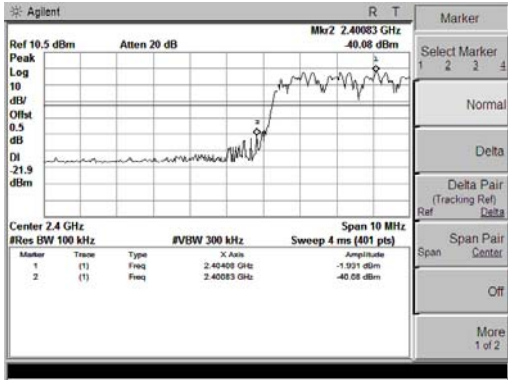 Agilent R T
Mkr2 2.40083 GHz
Ref 10.5 dBm Atten 20 dB -40.08 dBm
Peak
Log
10
dB/
Offst
0.5
dB
DI
-21.9
dBm
1
2
Center 2.4 GHz Span 10 MHz
#Res BW 100 kHz #VBW 300 kHz Sweep 4 ms (401 pts)
Marker Trace Type X Axis Amplitude
1 (1) Freq 2.40408 GHz -1.931 dBm
2 (1) Freq 2.40083 GHz -40.08 dBm
Marker
Select Marker
1 2 3 4
Normal
Delta
Delta Pair
(Tracking Ref)
Ref Delta
Span Pair
Span Center
Off
More
1 of 2